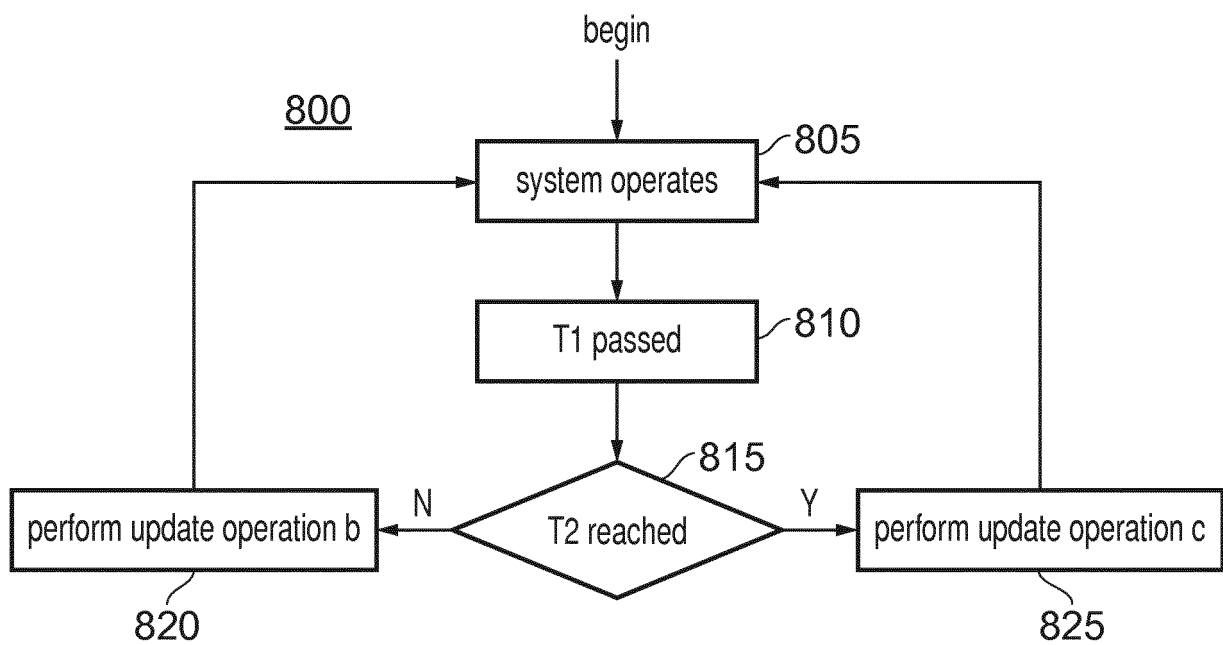 begin
800
805
system operates
810
T1 passed
815
N
T2 reached
Y
perform update operation b
perform update operation c
820
825